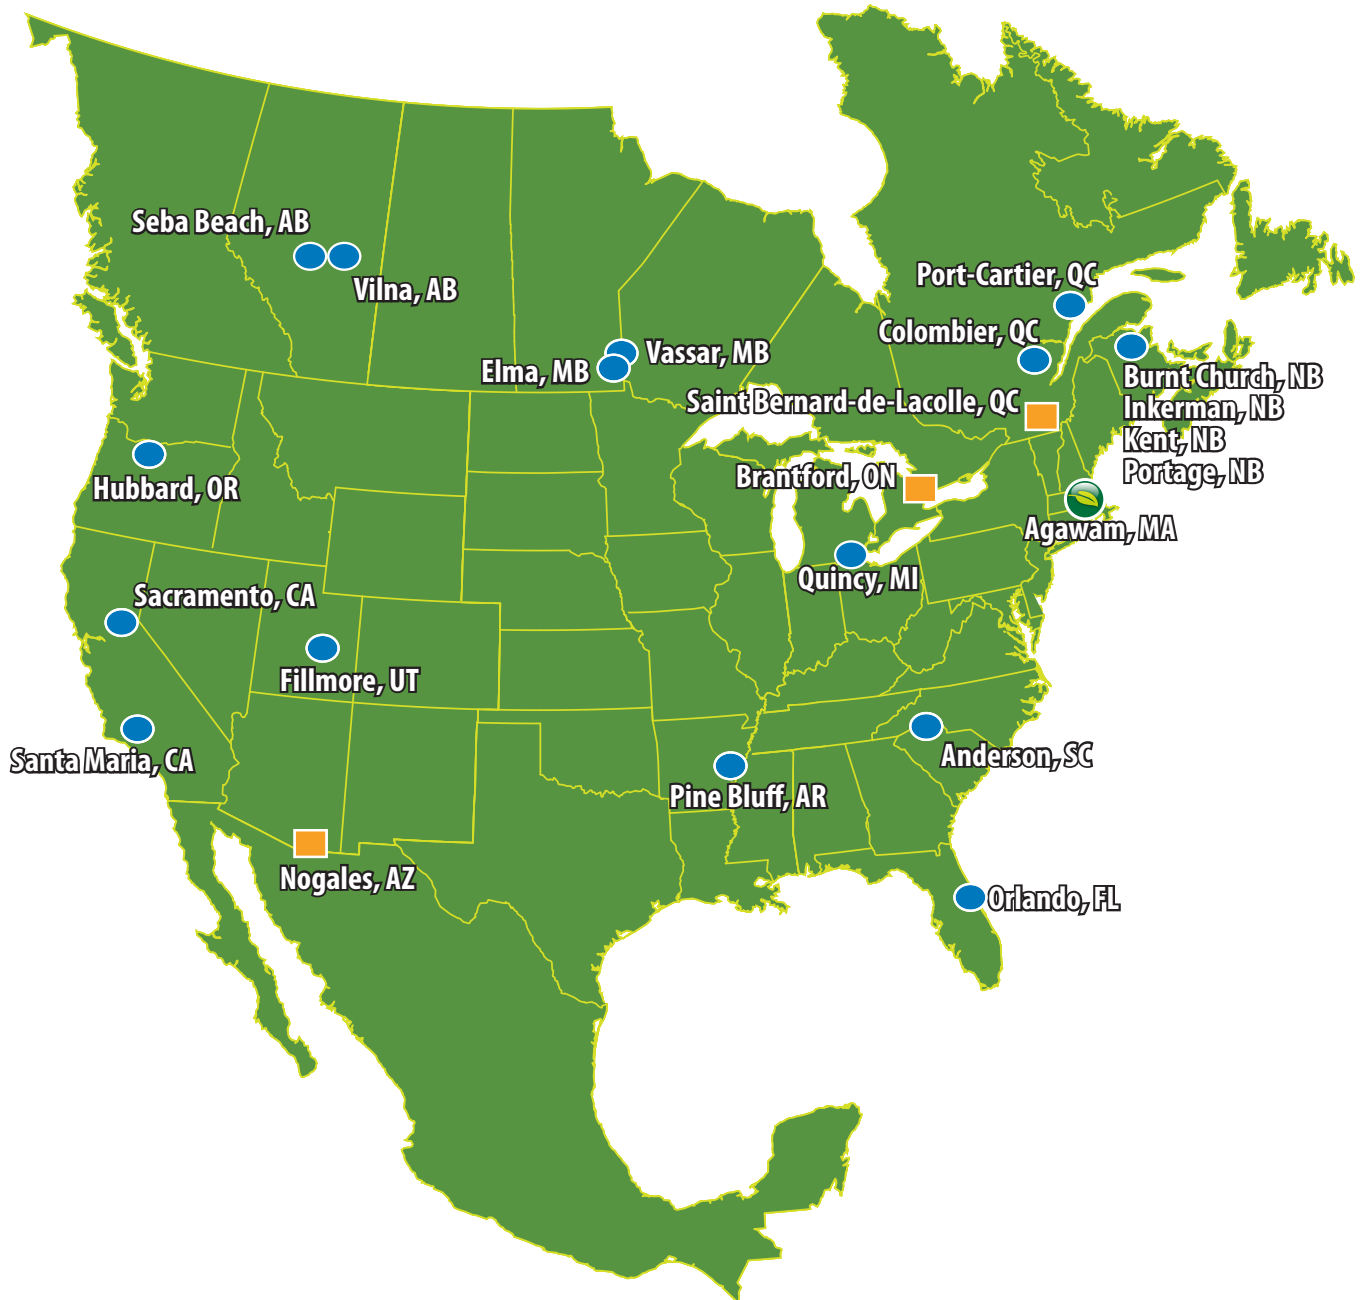 Seba Beach, AB
Port-Cartier, QC
Vilna, AB
Colombier, QC
Vassar, MB
Elma, MB
Burnt Church, NB
Inkerman, NB
Kent, NB
Portage, NB
Saint Bernard-de-Lacolle, QC
Brantford, ON
Hubbard, OR
Agawam, MA
Quincy, MI
Sacramento, CA
Fillmore, UT
Santa Maria, CA
Anderson, SC
Pine Bluff, AR
Nogales, AZ
Orlando, FL